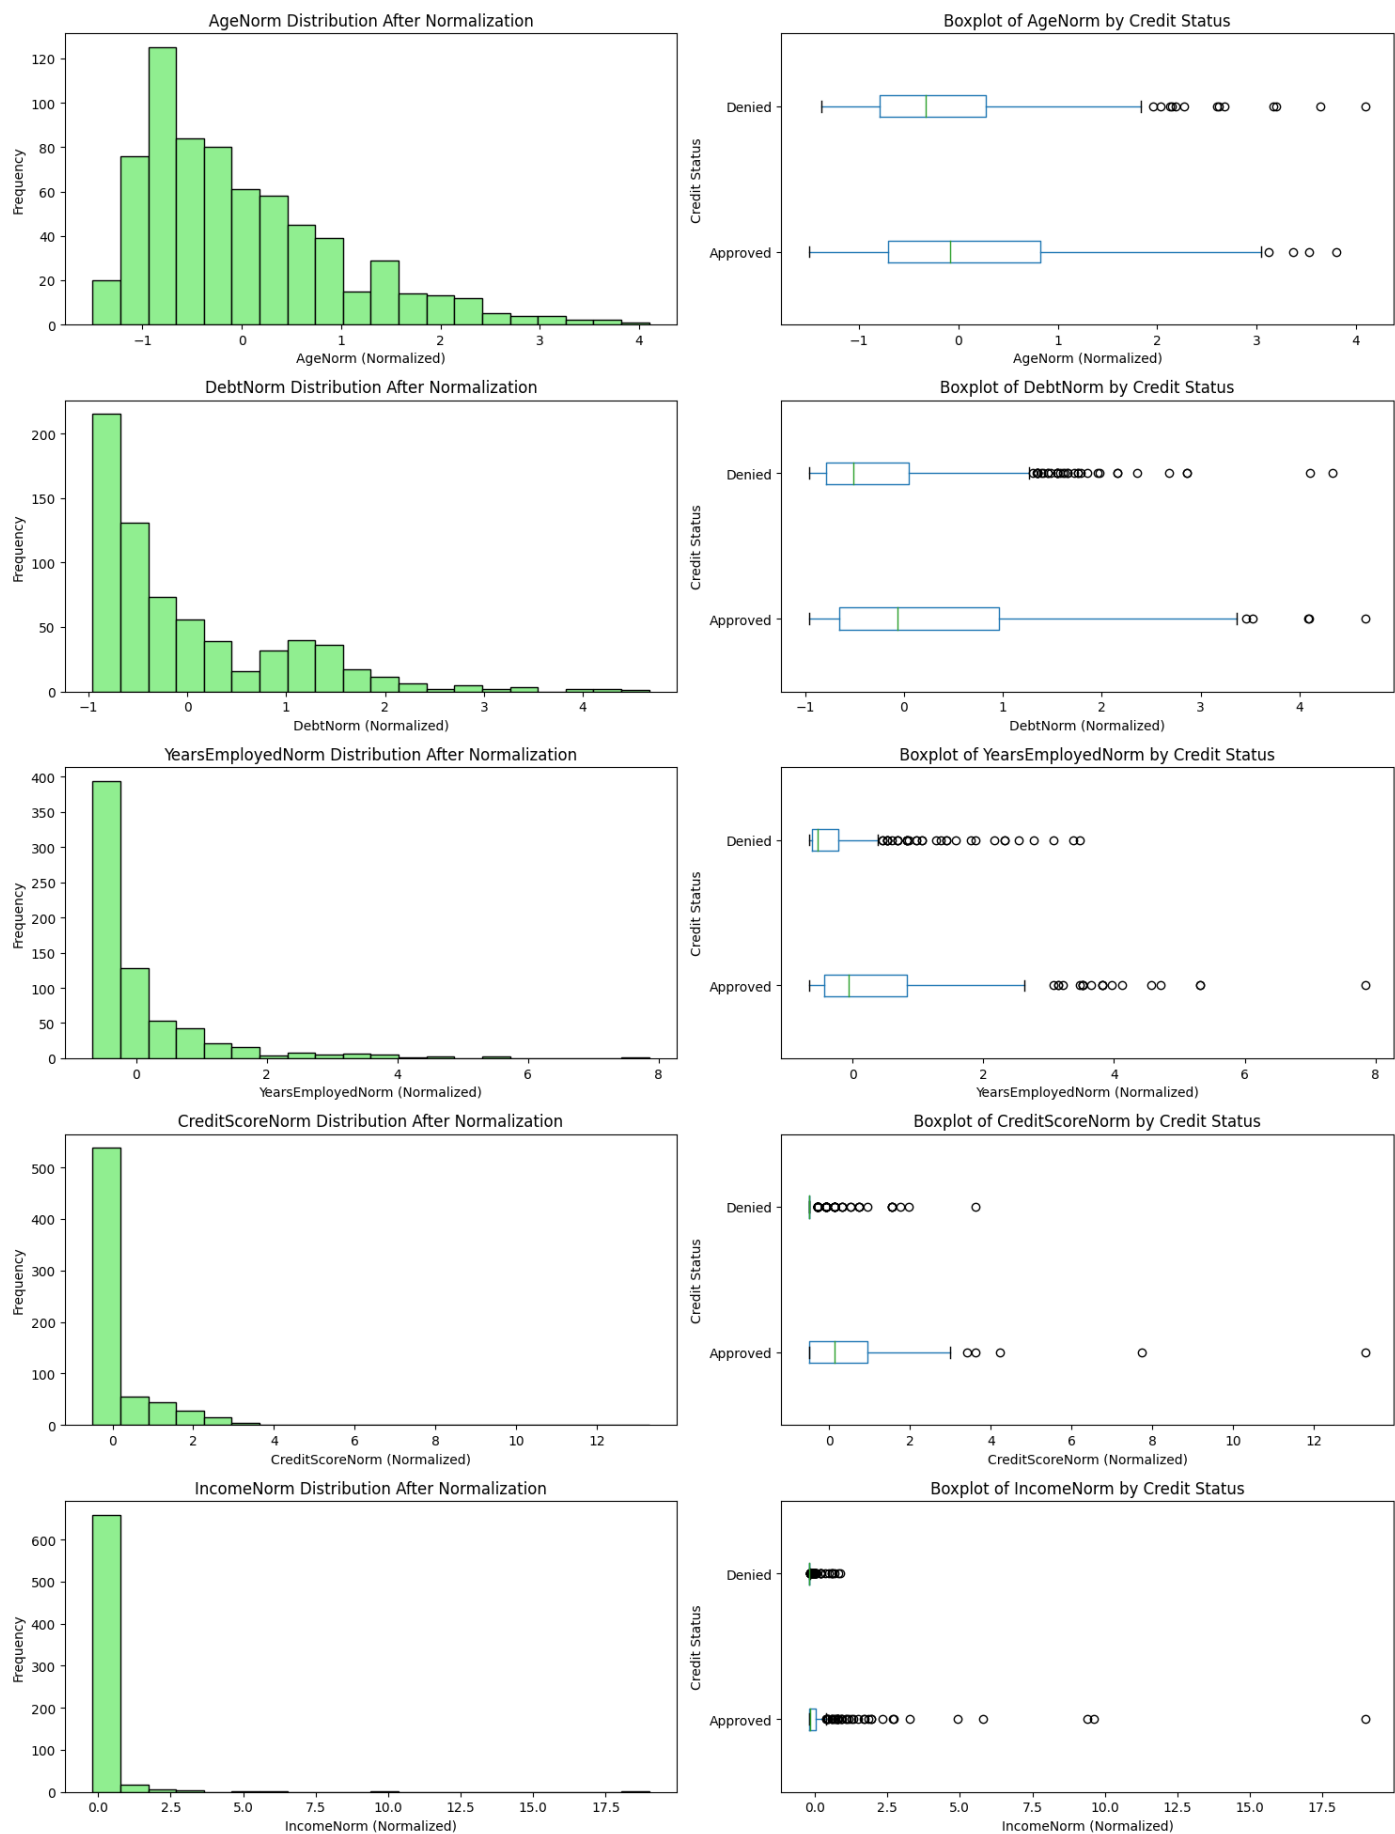 AgeNorm Distribution After Normalization
Frequency
120
100
80
60
40
20
0
−1 0 1 2 3 4
AgeNorm (Normalized)
Boxplot of AgeNorm by Credit Status
Credit Status
Denied
Approved
−1 0 1 2 3 4
AgeNorm (Normalized)
DebtNorm Distribution After Normalization
Frequency
200
150
100
50
0
−1 0 1 2 3 4
DebtNorm (Normalized)
Boxplot of DebtNorm by Credit Status
Credit Status
Denied
Approved
−1 0 1 2 3 4
DebtNorm (Normalized)
YearsEmployedNorm Distribution After Normalization
Frequency
400
350
300
250
200
150
100
50
0
0 2 4 6 8
YearsEmployedNorm (Normalized)
Boxplot of YearsEmployedNorm by Credit Status
Credit Status
Denied
Approved
0 2 4 6 8
YearsEmployedNorm (Normalized)
CreditScoreNorm Distribution After Normalization
Frequency
500
400
300
200
100
0
0 2 4 6 8 10 12
CreditScoreNorm (Normalized)
Boxplot of CreditScoreNorm by Credit Status
Credit Status
Denied
Approved
0 2 4 6 8 10 12
CreditScoreNorm (Normalized)
IncomeNorm Distribution After Normalization
Frequency
600
500
400
300
200
100
0
0.0 2.5 5.0 7.5 10.0 12.5 15.0 17.5
IncomeNorm (Normalized)
Boxplot of IncomeNorm by Credit Status
Credit Status
Denied
Approved
0.0 2.5 5.0 7.5 10.0 12.5 15.0 17.5
IncomeNorm (Normalized)